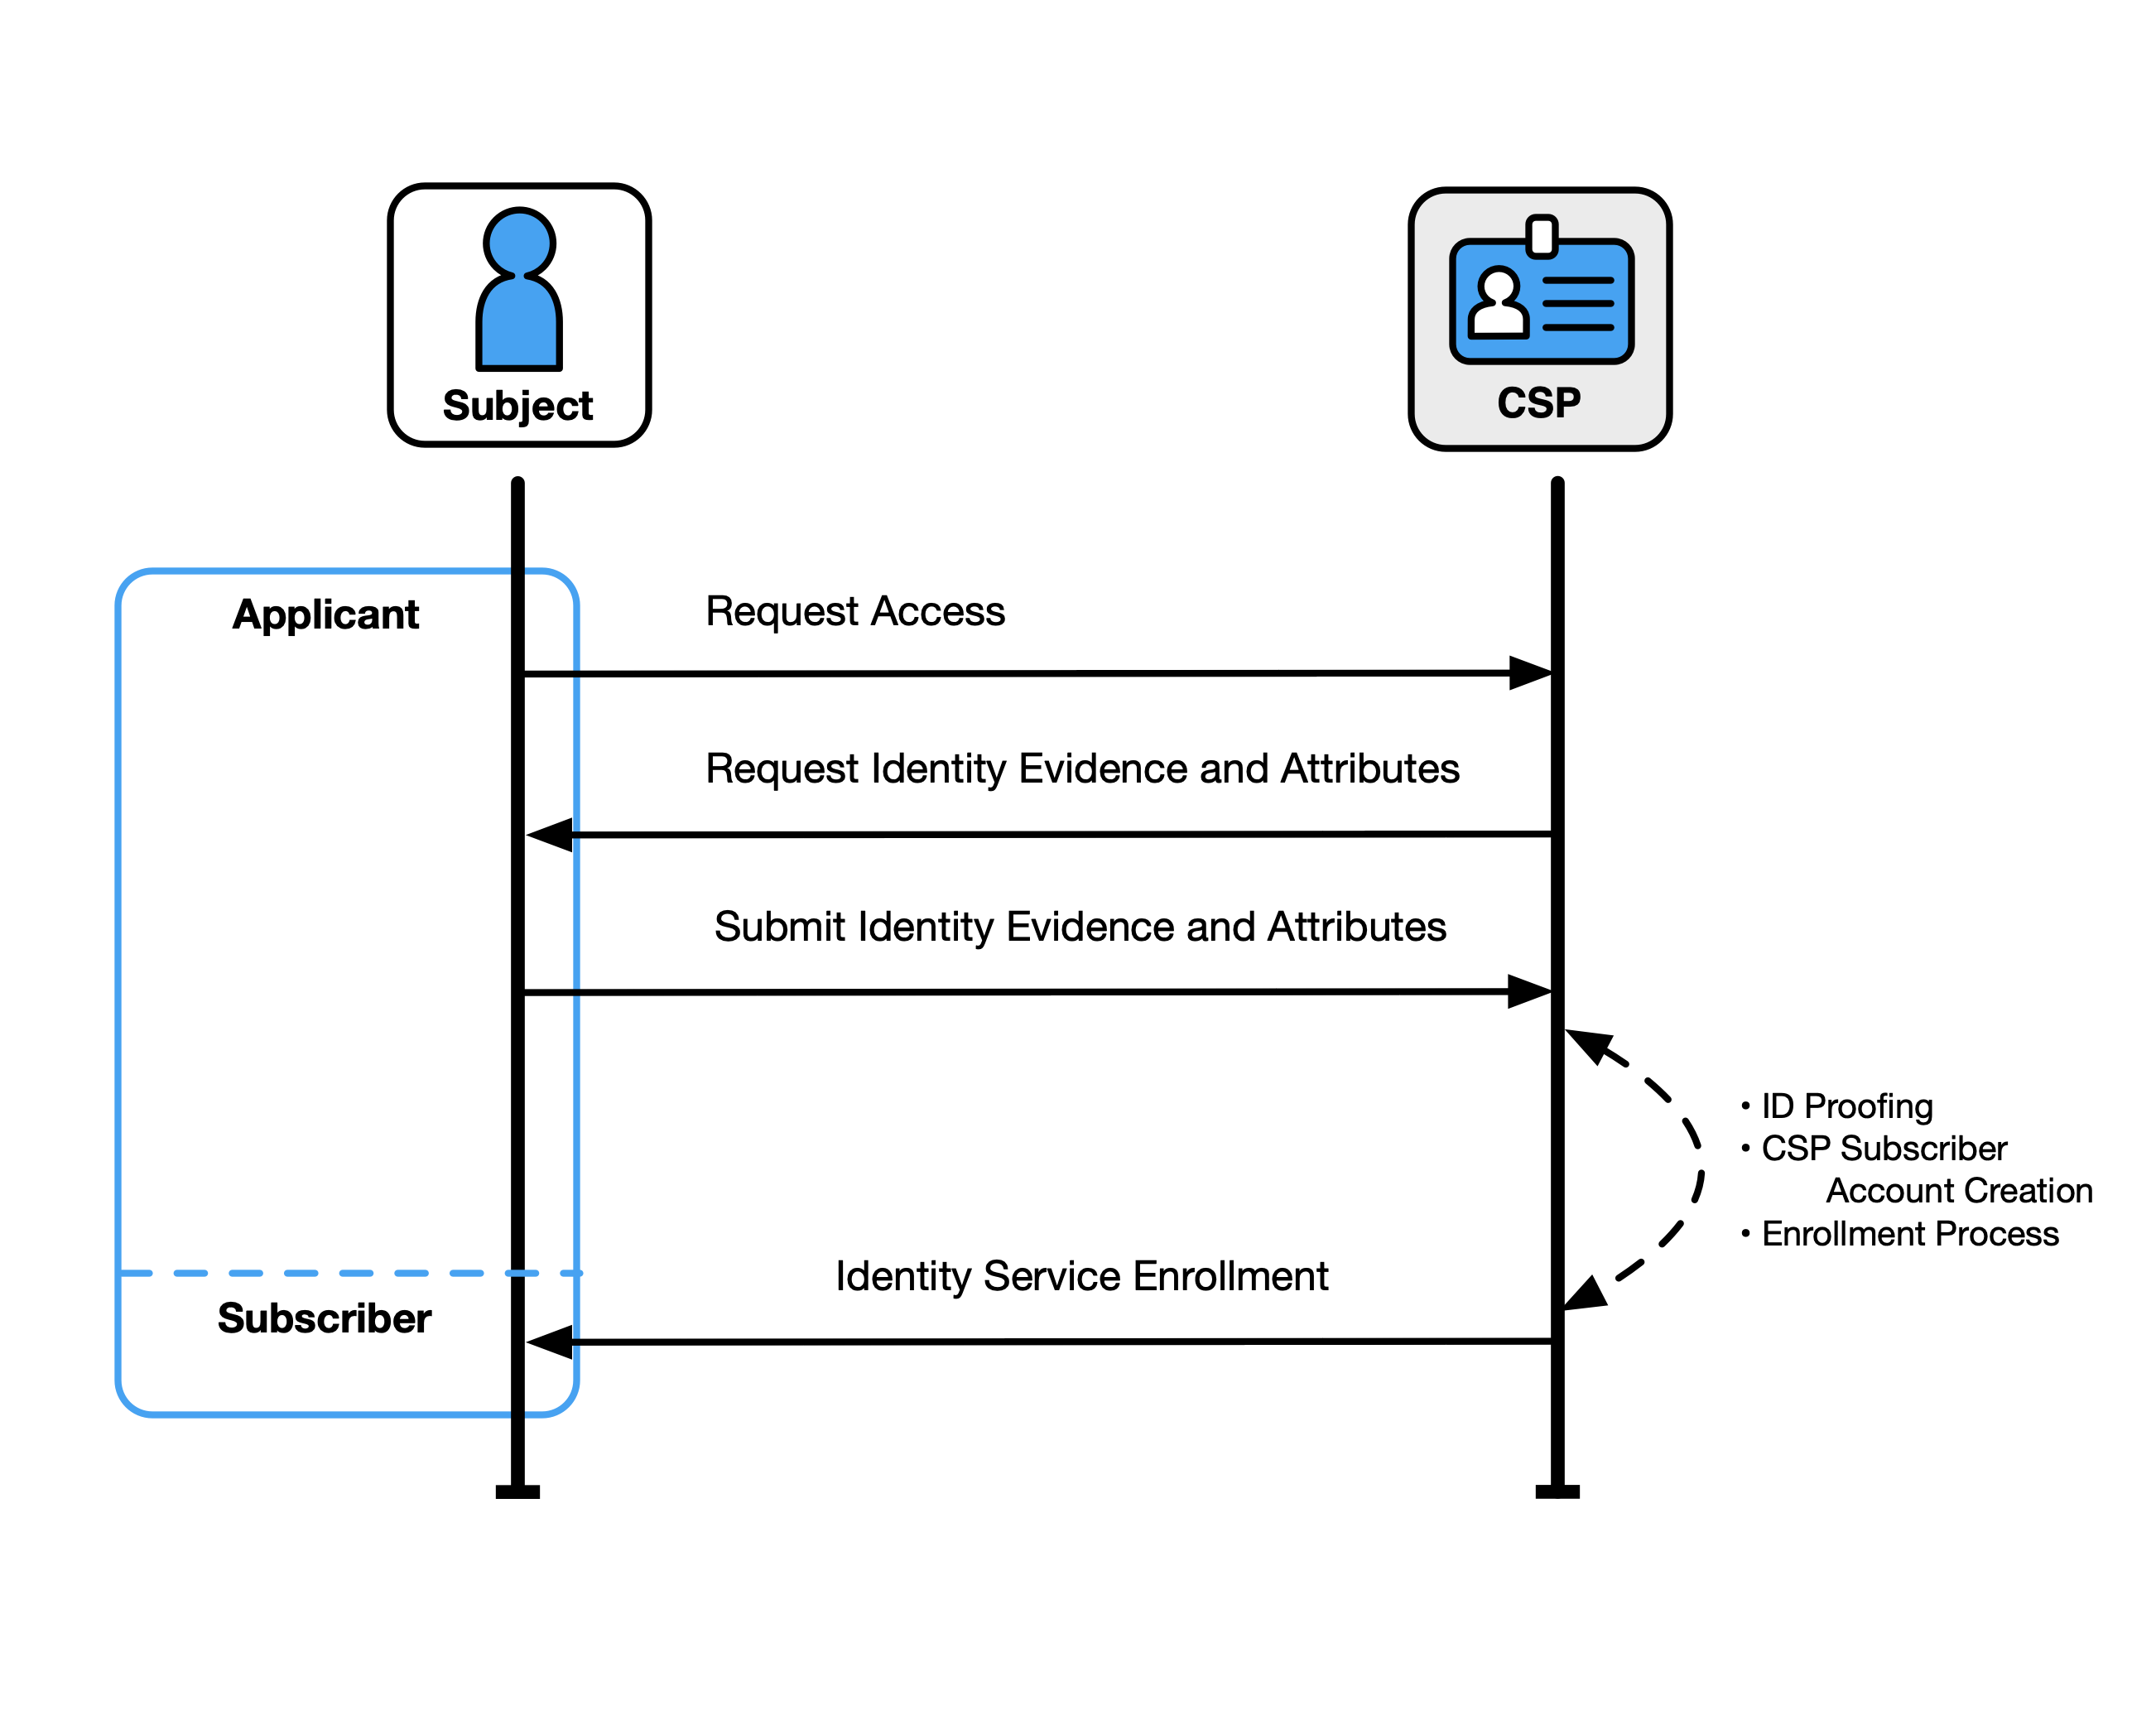 Subject
CSP
Applicant
Request Access
Request Identity Evidence and Attributes
Submit Identity Evidence and Attributes
• ID Proofing
• CSP Subscriber
Account Creation
• Enrollment Process
Identity Service Enrollment
Subscriber